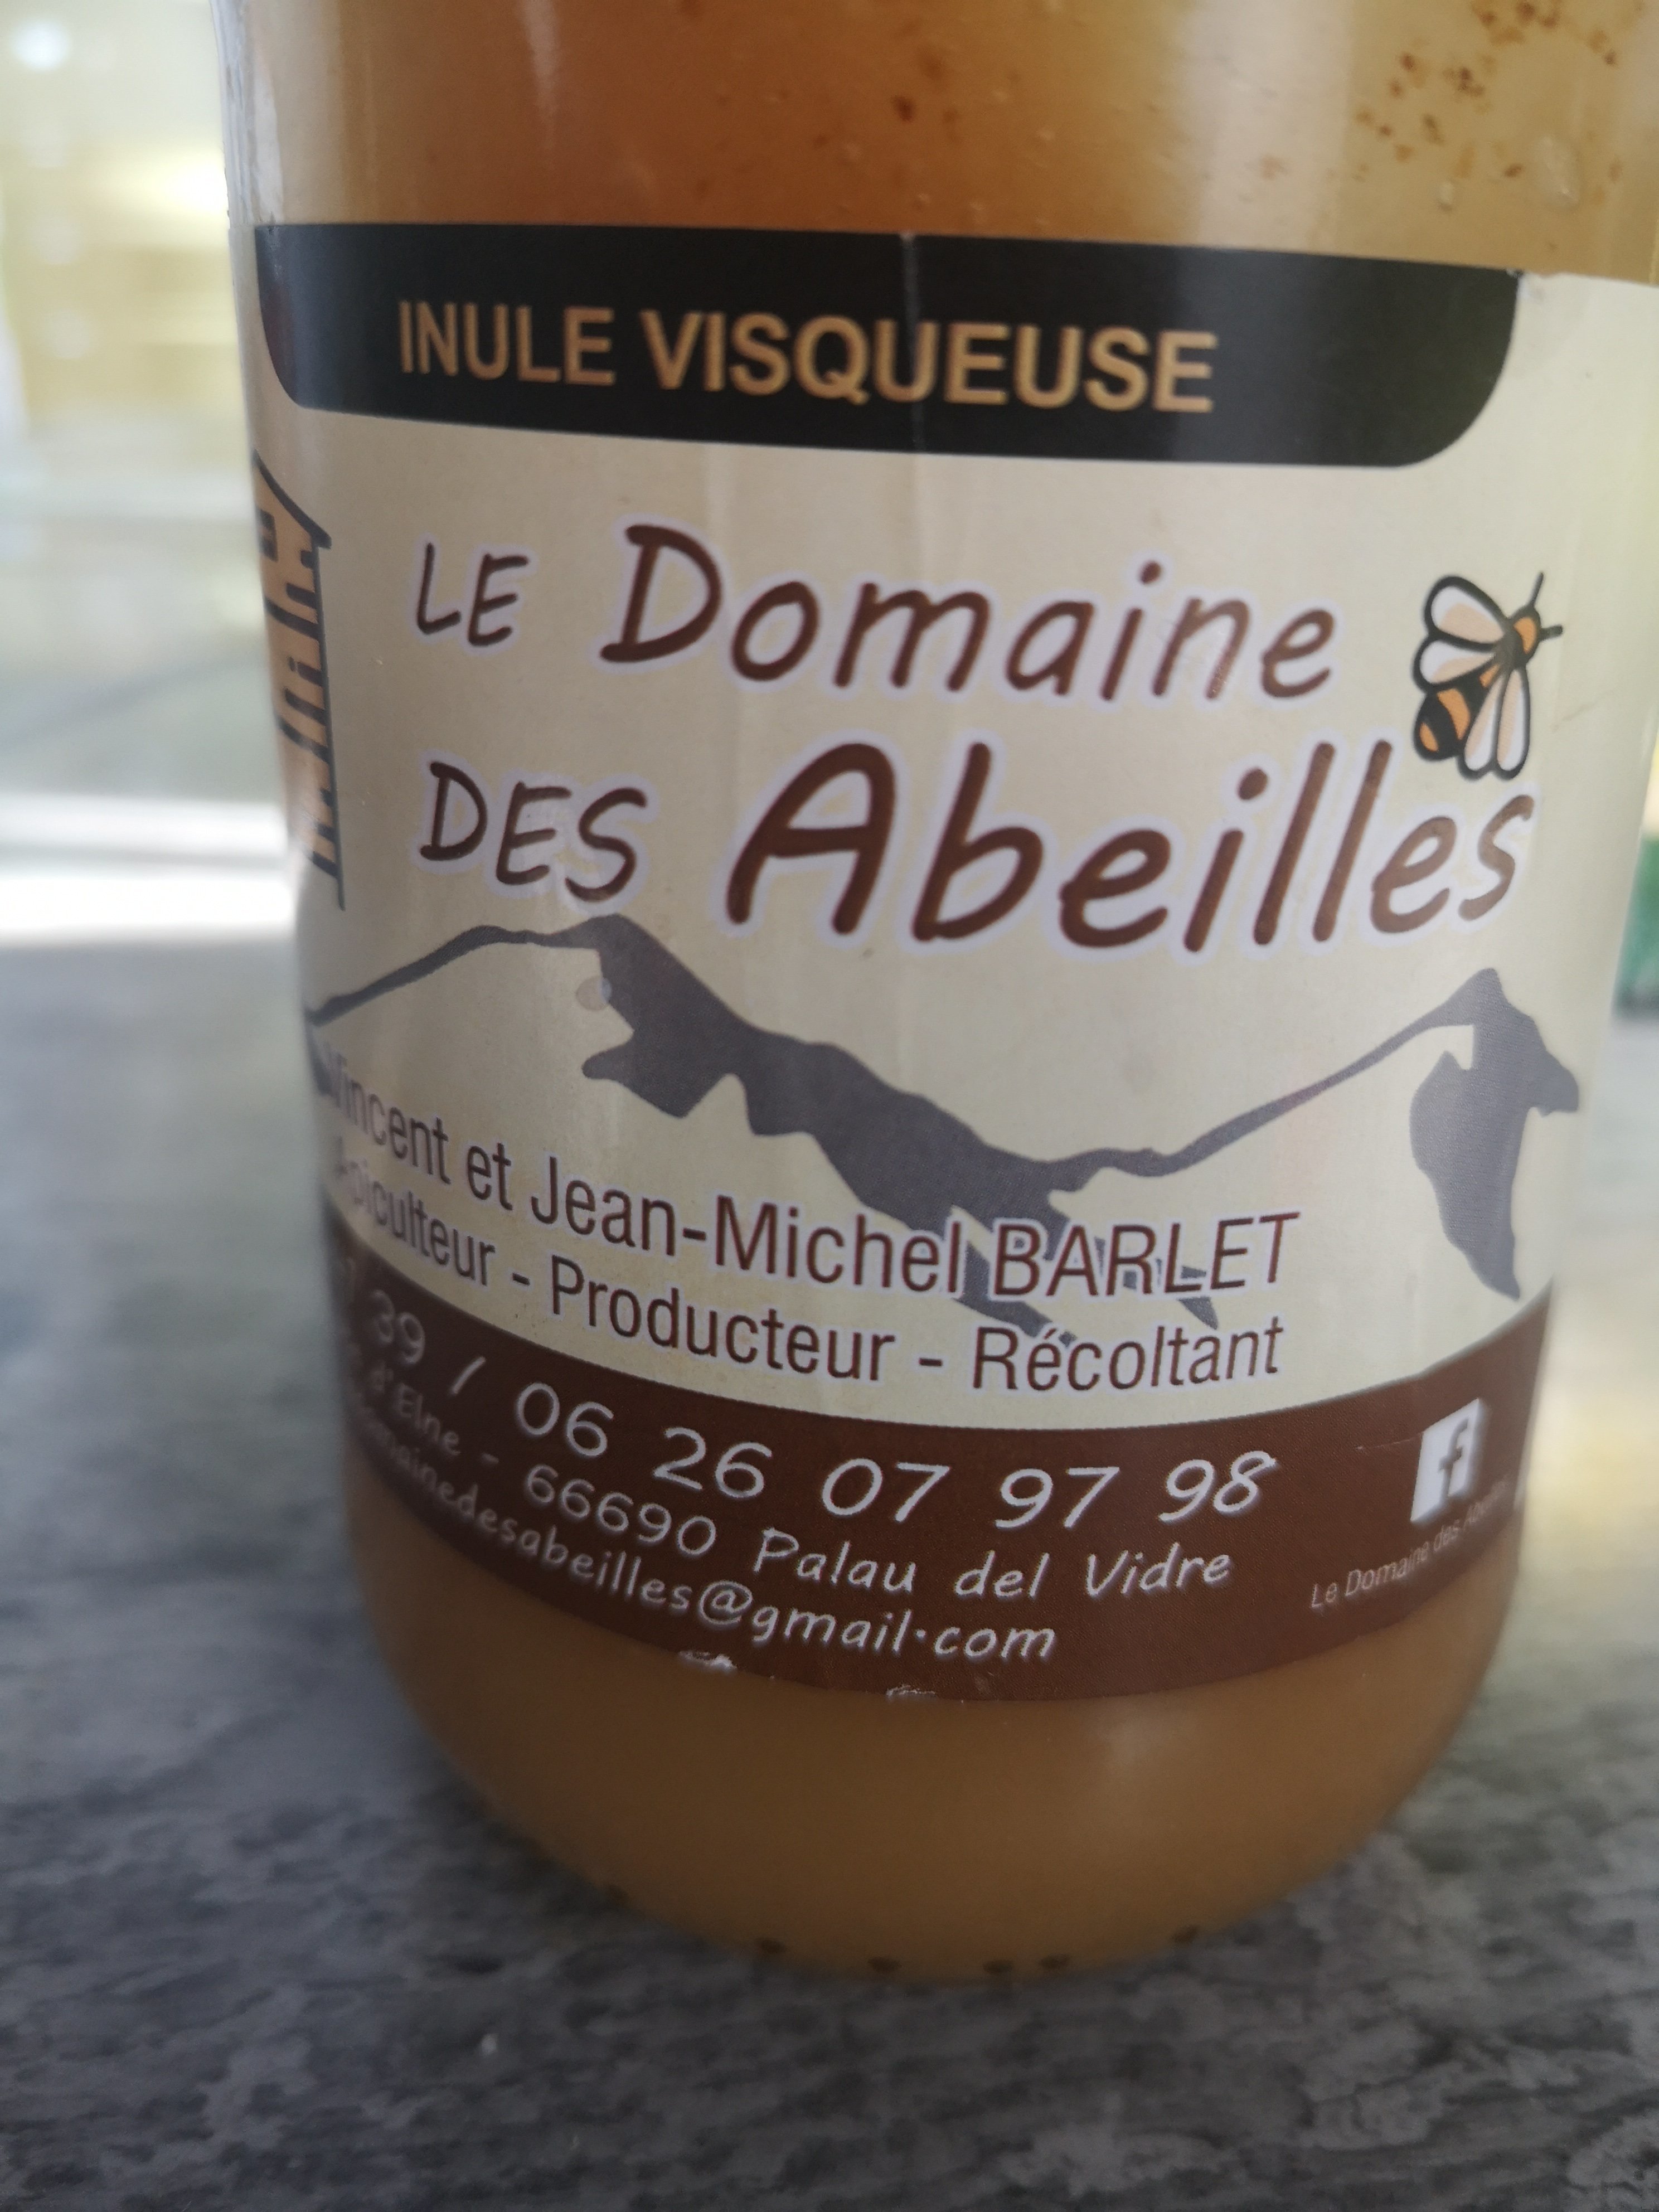 INULE VISQUEUSE
MIEL
LE Domaine
DES Abeilles
Vincent et Jean-Michel BARLET
Apiculteur - Producteur - Récoltant
39 / 06 26 07 97 98
d'Elne - 66690 Palau del Vidre
domainedesabeilles@gmail.com
f
Le Domaine des Abeilles